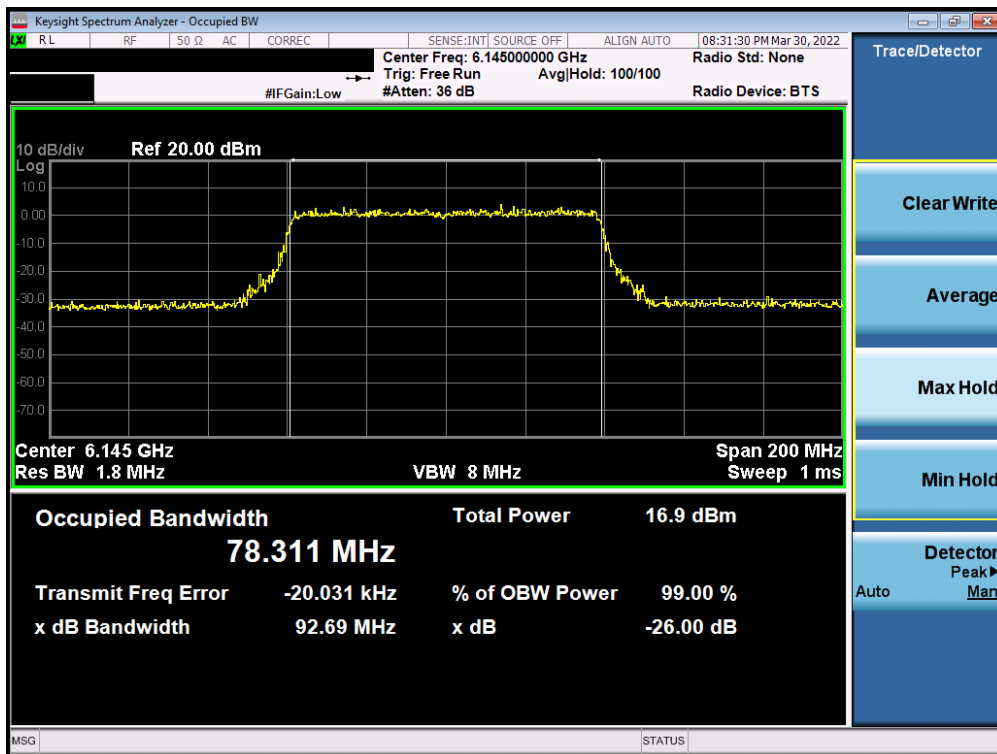 Keysight Spectrum Analyzer - Occupied BW
LXI RL RF 50 Ω AC CORREC SENSE:INT SOURCE OFF ALIGN AUTO 08:31:30 PM Mar 30, 2022
Center Freq: 6.145000000 GHz Radio Std: None
Trig: Free Run Avg|Hold: 100/100
#IFGain:Low #Atten: 36 dB Radio Device: BTS
Trace/Detector
10 dB/div Ref 20.00 dBm
Log
10.0
0.00
-10.0
-20.0
-30.0
-40.0
-50.0
-60.0
-70.0
Center 6.145 GHz Span 200 MHz
Res BW 1.8 MHz VBW 8 MHz Sweep 1 ms
Clear Write
Average
Max Hold
Min Hold
Detector
Peak▶
Auto Man
Occupied Bandwidth Total Power 16.9 dBm
78.311 MHz
Transmit Freq Error -20.031 kHz % of OBW Power 99.00 %
x dB Bandwidth 92.69 MHz x dB -26.00 dB
MSG STATUS